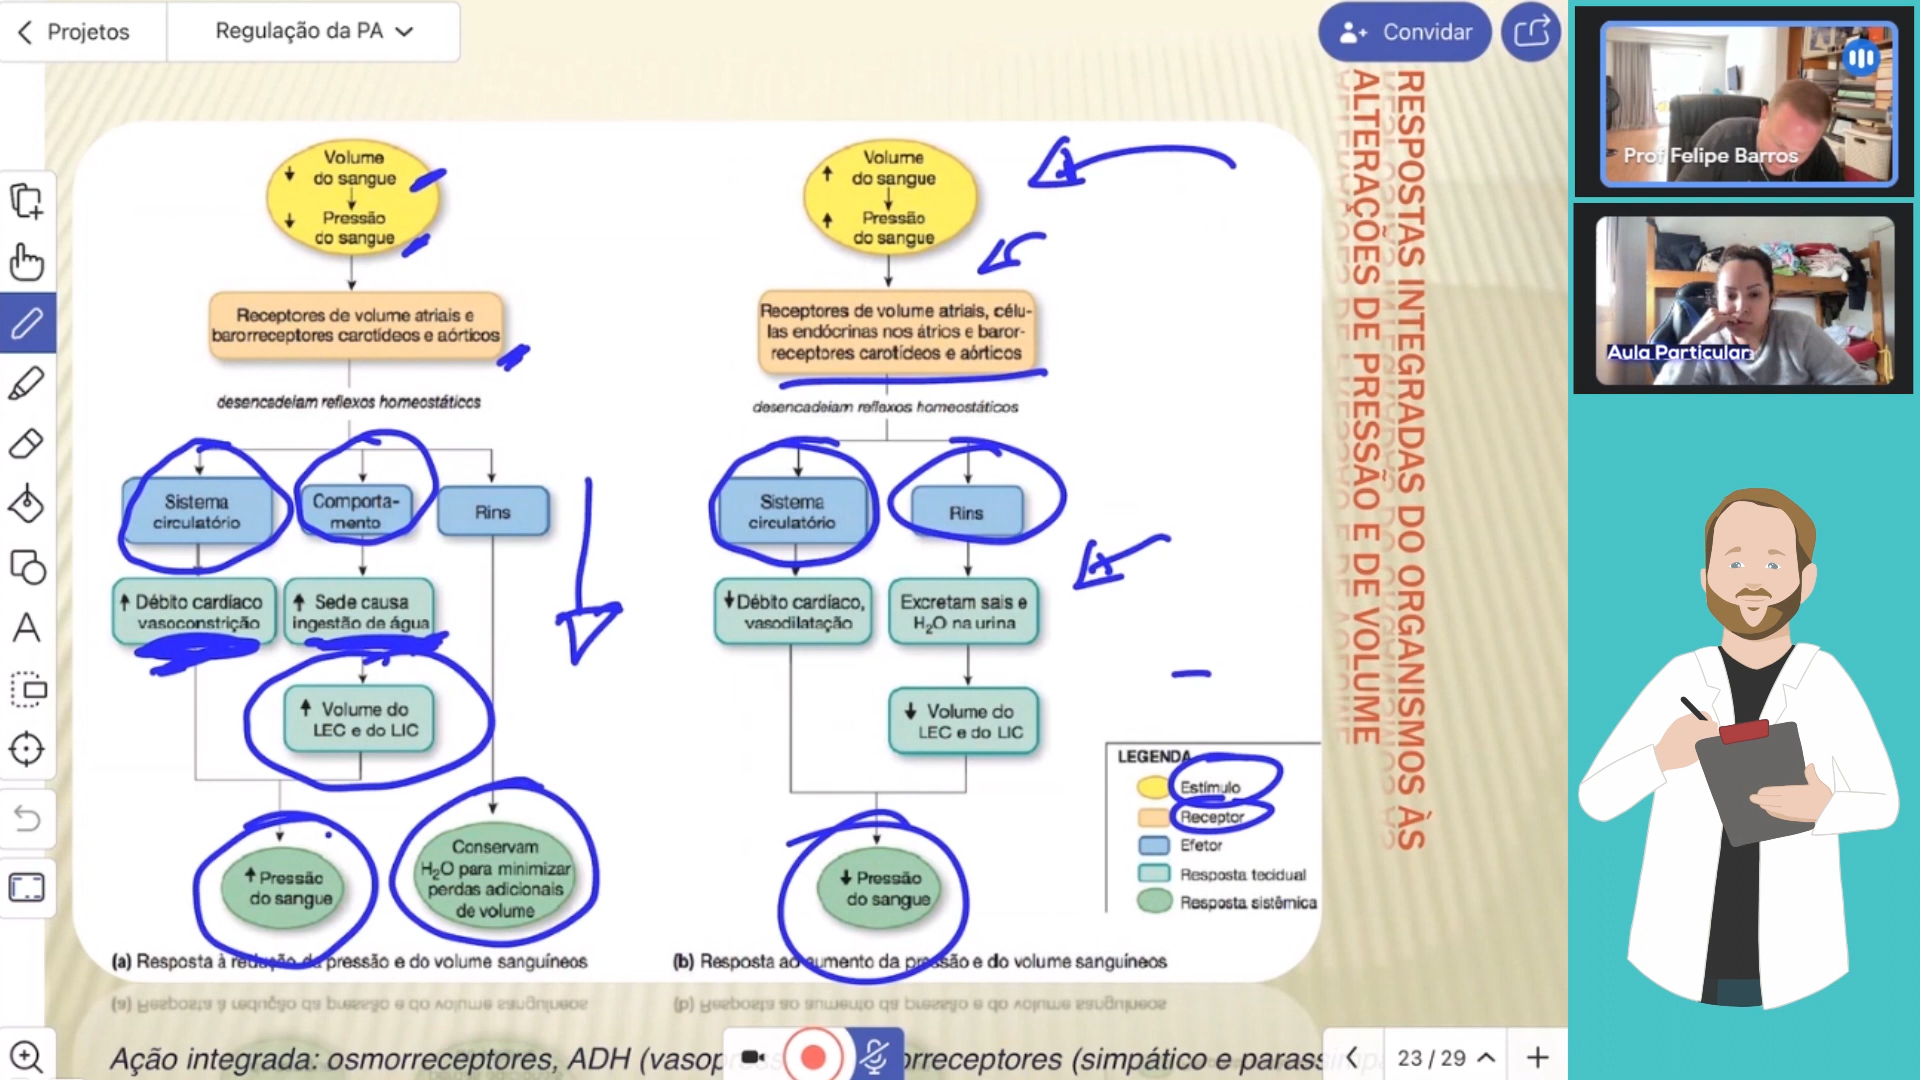 Projetos
Regulação da PA
Convidar
Volume
do sangue
Pressão
do sangue
Receptores de volume atriais e
barorreceptores carotídeos e aórticos
desencadeiam reflexos homeostáticos
Sistema
circulatório
Comporta-
mento
Rins
Débito cardíaco
vasoconstrição
Sede causa
ingestão de água
Volume do
LEC e do LIC
Pressão
do sangue
Conservam
H₂O para minimizar
perdas adicionais
de volume
(a) Resposta à redução da pressão e do volume sanguíneos
Volume
do sangue
Pressão
do sangue
Receptores de volume atriais, célu-
las endócrinas nos átrios e baror-
receptores carotídeos e aórticos
desencadeiam reflexos homeostáticos
Sistema
circulatório
Rins
Débito cardíaco,
vasodilatação
Excretam sais e
H₂O na urina
Volume do
LEC e do LIC
Pressão
do sangue
(b) Resposta ao aumento da pressão e do volume sanguíneos
LEGENDA
Estímulo
Receptor
Efetor
Resposta tecidual
Resposta sistêmica
RESPOSTAS INTEGRADAS DO ORGANISMOS ÀS
ALTERAÇÕES DE PRESSÃO E DE VOLUME
Ação integrada: osmorreceptores, ADH (vasop
rreceptores (simpático e parass
23 / 29
Prof Felipe Barros
Aula Particular